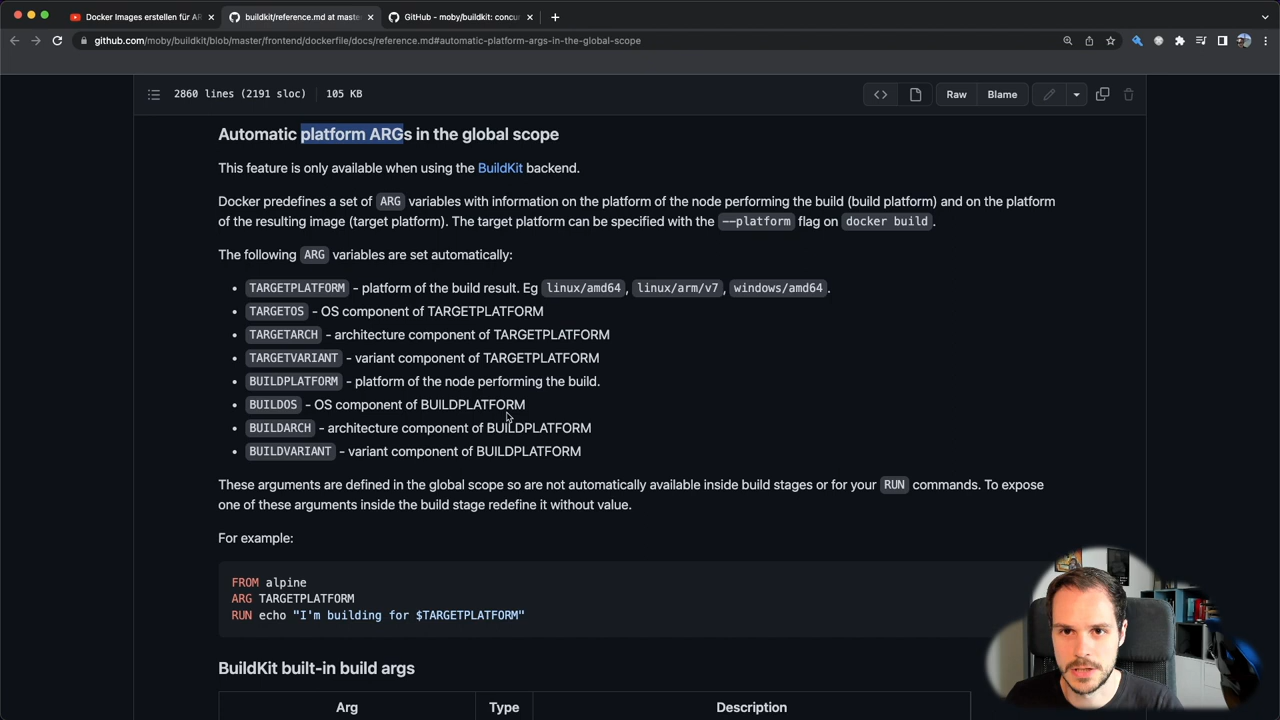 Docker Images erstellen für AR
buildkit/reference.md at maste
GitHub - moby/buildkit: concur
github.com/moby/buildkit/blob/master/frontend/dockerfile/docs/reference.md#automatic-platform-args-in-the-global-scope
2860 lines (2191 sloc) 105 KB
Raw
Blame
Automatic platform ARGs in the global scope
This feature is only available when using the BuildKit backend.
Docker predefines a set of ARG variables with information on the platform of the node performing the build (build platform) and on the platform
of the resulting image (target platform). The target platform can be specified with the --platform flag on docker build.
The following ARG variables are set automatically:
• TARGETPLATFORM - platform of the build result. Eg linux/amd64, linux/arm/v7, windows/amd64.
• TARGETOS - OS component of TARGETPLATFORM
• TARGETARCH - architecture component of TARGETPLATFORM
• TARGETVARIANT - variant component of TARGETPLATFORM
• BUILDPLATFORM - platform of the node performing the build.
• BUILDOS - OS component of BUILDPLATFORM
• BUILDARCH - architecture component of BUILDPLATFORM
• BUILDVARIANT - variant component of BUILDPLATFORM
These arguments are defined in the global scope so are not automatically available inside build stages or for your RUN commands. To expose
one of these arguments inside the build stage redefine it without value.
For example:
FROM alpine
ARG TARGETPLATFORM
RUN echo "I'm building for $TARGETPLATFORM"
BuildKit built-in build args
Arg Type Description